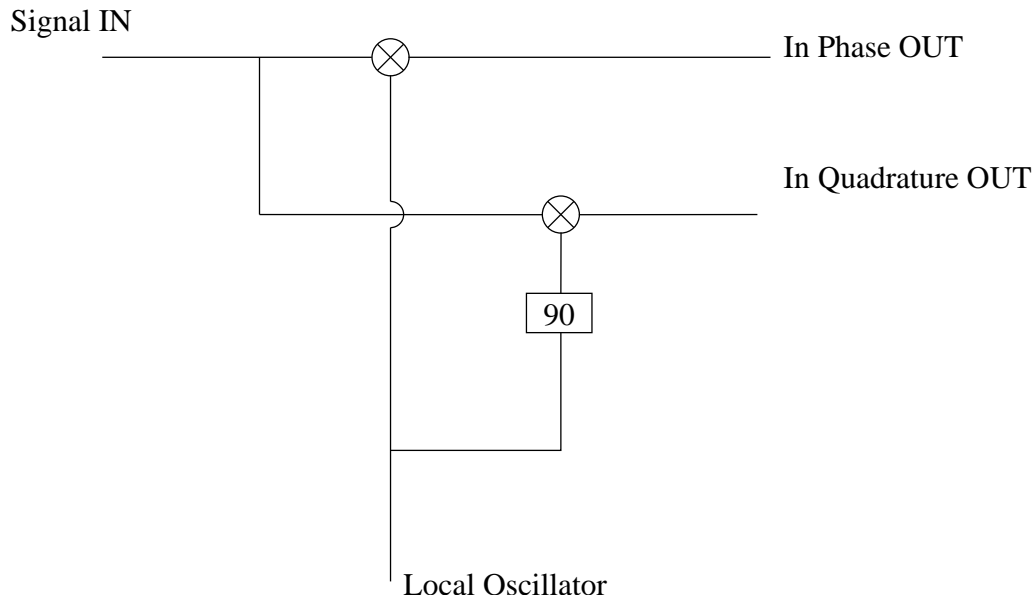 Signal IN
In Phase OUT
In Quadrature OUT
90
Local Oscillator